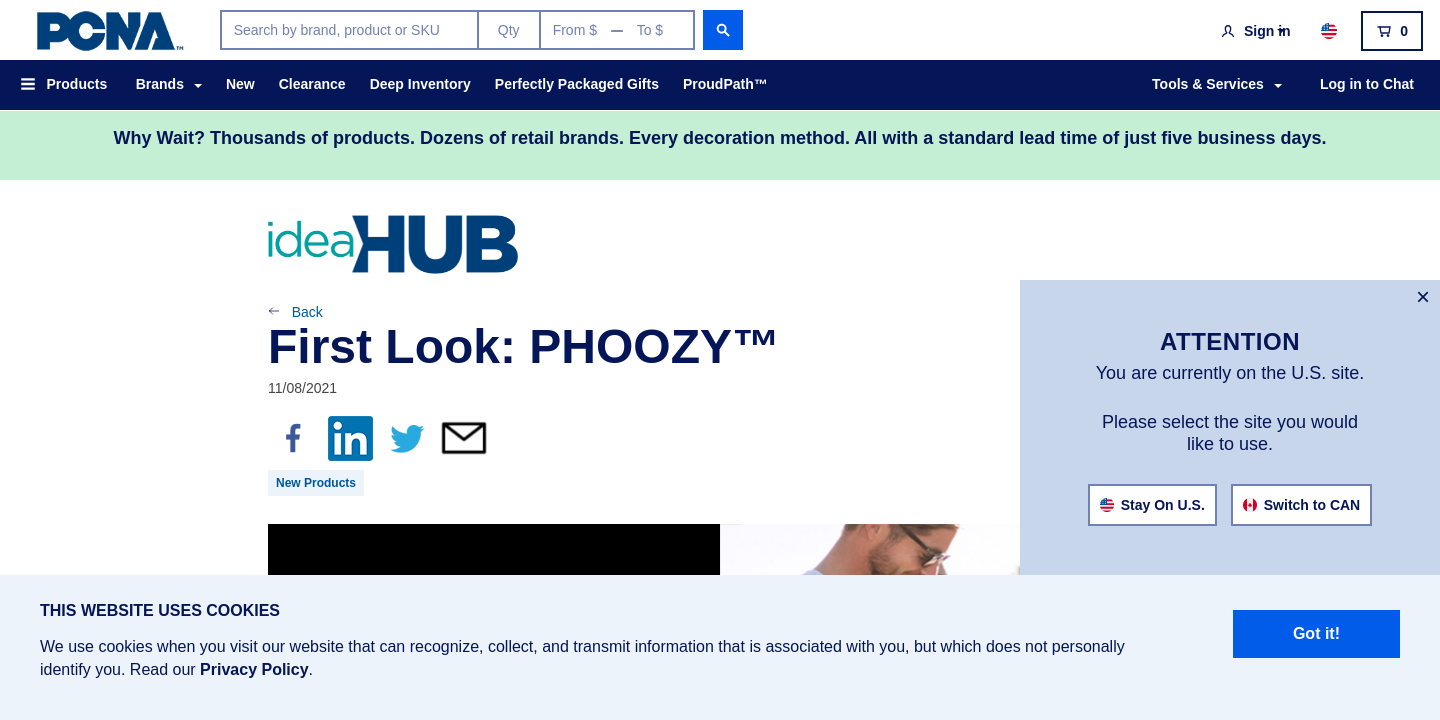 PCNA™
Search by brand, product or SKU Qty From $ — To $
Sign in 0
Products Brands New Clearance Deep Inventory Perfectly Packaged Gifts ProudPath™ Tools & Services Log in to Chat
Why Wait? Thousands of products. Dozens of retail brands. Every decoration method. All with a standard lead time of just five business days.
ideaHUB
Back
First Look: PHOOZY™
11/08/2021
f in
New Products
×
ATTENTION
You are currently on the U.S. site.
Please select the site you would
like to use.
Stay On U.S. Switch to CAN
THIS WEBSITE USES COOKIES
We use cookies when you visit our website that can recognize, collect, and transmit information that is associated with you, but which does not personally
identify you. Read our Privacy Policy.
Got it!